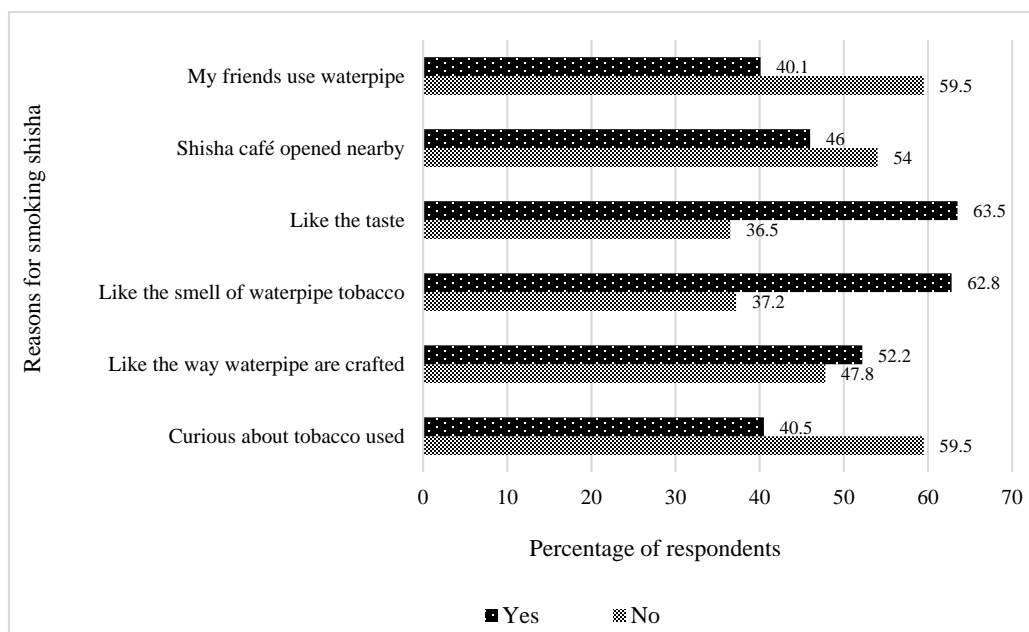 Reasons for smoking shisha
My friends use waterpipe
40.1
59.5
Shisha café opened nearby
46
54
Like the taste
63.5
36.5
Like the smell of waterpipe tobacco
62.8
37.2
Like the way waterpipe are crafted
52.2
47.8
Curious about tobacco used
40.5
59.5
0 10 20 30 40 50 60 70
Percentage of respondents
Yes No